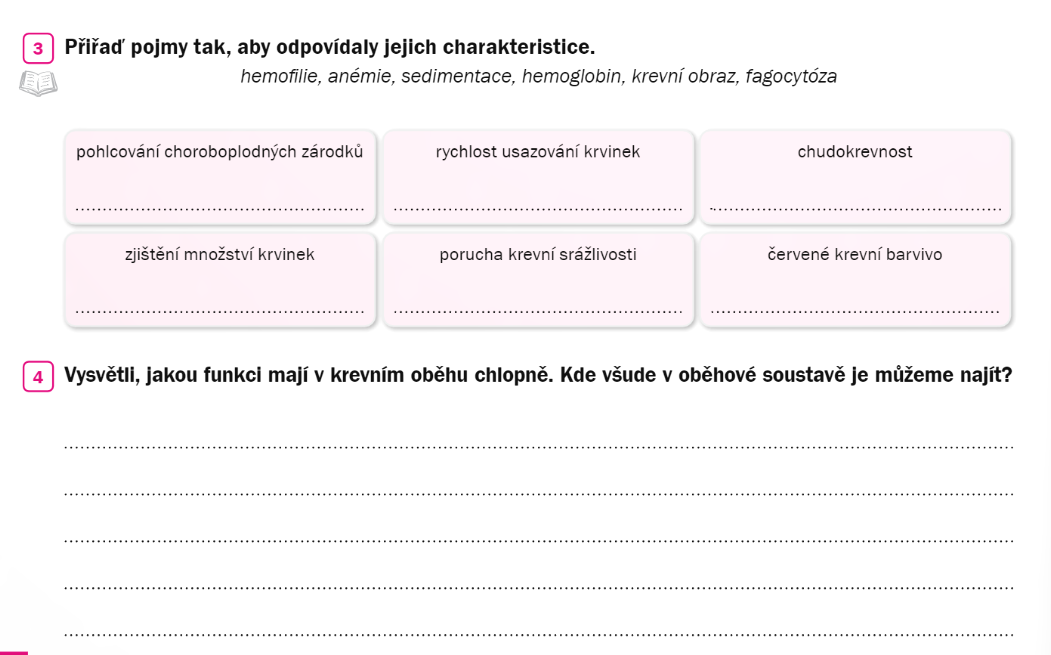 3 Přiřaď pojmy tak, aby odpovídaly jejich charakteristice.
hemofilie, anémie, sedimentace, hemoglobin, krevní obraz, fagocytóza
pohlcování choroboplodných zárodků
rychlost usazování krvinek
chudokrevnost
zjištění množství krvinek
porucha krevní srážlivosti
červené krevní barvivo
4 Vysvětli, jakou funkci mají v krevním oběhu chlopně. Kde všude v oběhové soustavě je můžeme najít?